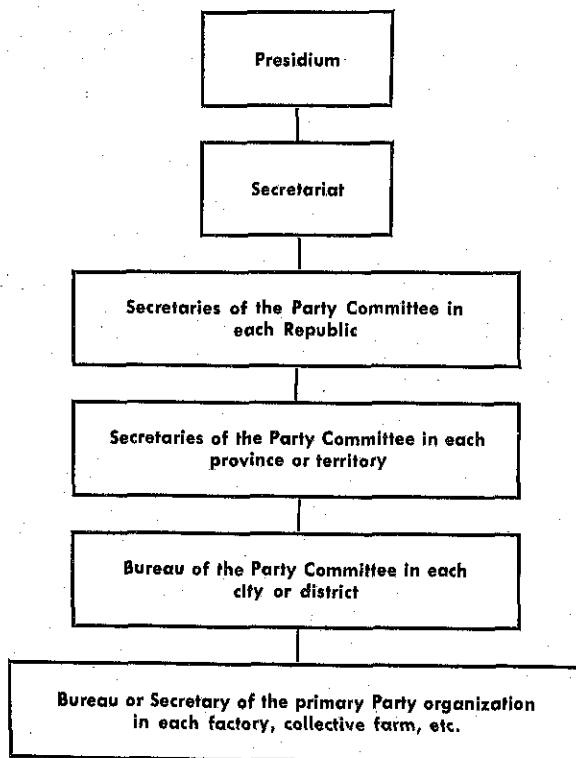 Presidium
Secretariat
Secretaries of the Party Committee in
each Republic
Secretaries of the Party Committee in each
province or territory
Bureau of the Party Committee in each
city or district
Bureau or Secretary of the primary Party organization
in each factory, collective farm, etc.